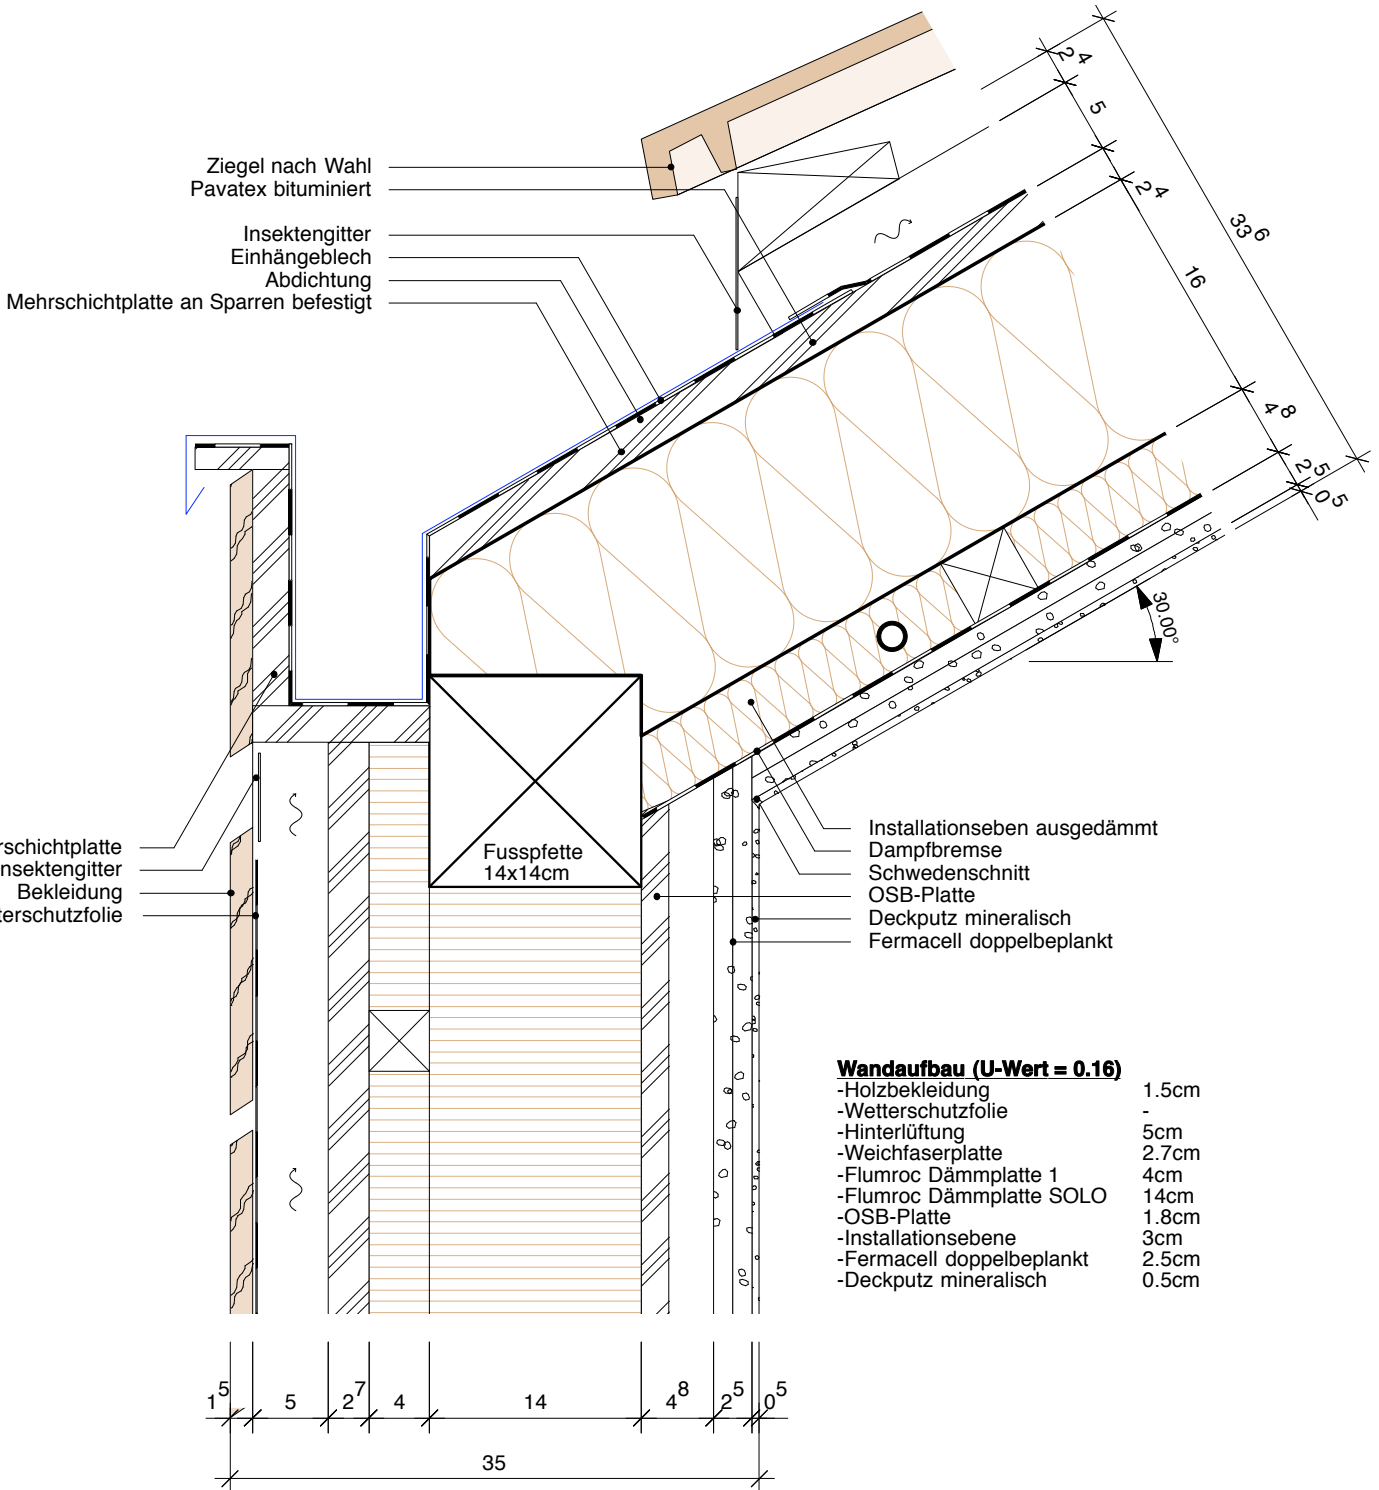 Ziegel nach Wahl
Pavatex bituminiert
Insektengitter
Einhängeblech
Abdichtung
Mehrschichtplatte an Sparren befestigt
2⁴
5
2⁴
16
33⁶
4⁸
2⁵
0⁵
30.00°
rschichtplatte
nsektengitter
Bekleidung
terschutzfolie
Fusspfette
14x14cm
Installationseben ausgedämmt
Dampfbremse
Schwedenschnitt
OSB-Platte
Deckputz mineralisch
Fermacell doppelbeplankt
Wandaufbau (U-Wert = 0.16)
-Holzbekleidung 1.5cm
-Wetterschutzfolie -
-Hinterlüftung 5cm
-Weichfaserplatte 2.7cm
-Flumroc Dämmplatte 1 4cm
-Flumroc Dämmplatte SOLO 14cm
-OSB-Platte 1.8cm
-Installationsebene 3cm
-Fermacell doppelbeplankt 2.5cm
-Deckputz mineralisch 0.5cm
1⁵ 5 2⁷ 4 14 4⁸ 2⁵ 0⁵
35